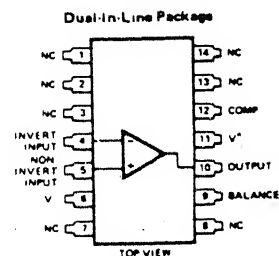 Dual-In-Line Package
NC 1
14 NC
NC 2
13 NC
NC 3
12 COMP
INVERT
INPUT 4
11 V+
NON
INVERT
INPUT 5
10 OUTPUT
V 6
9 BALANCE
NC 7
8 NC
-
+
TOP VIEW